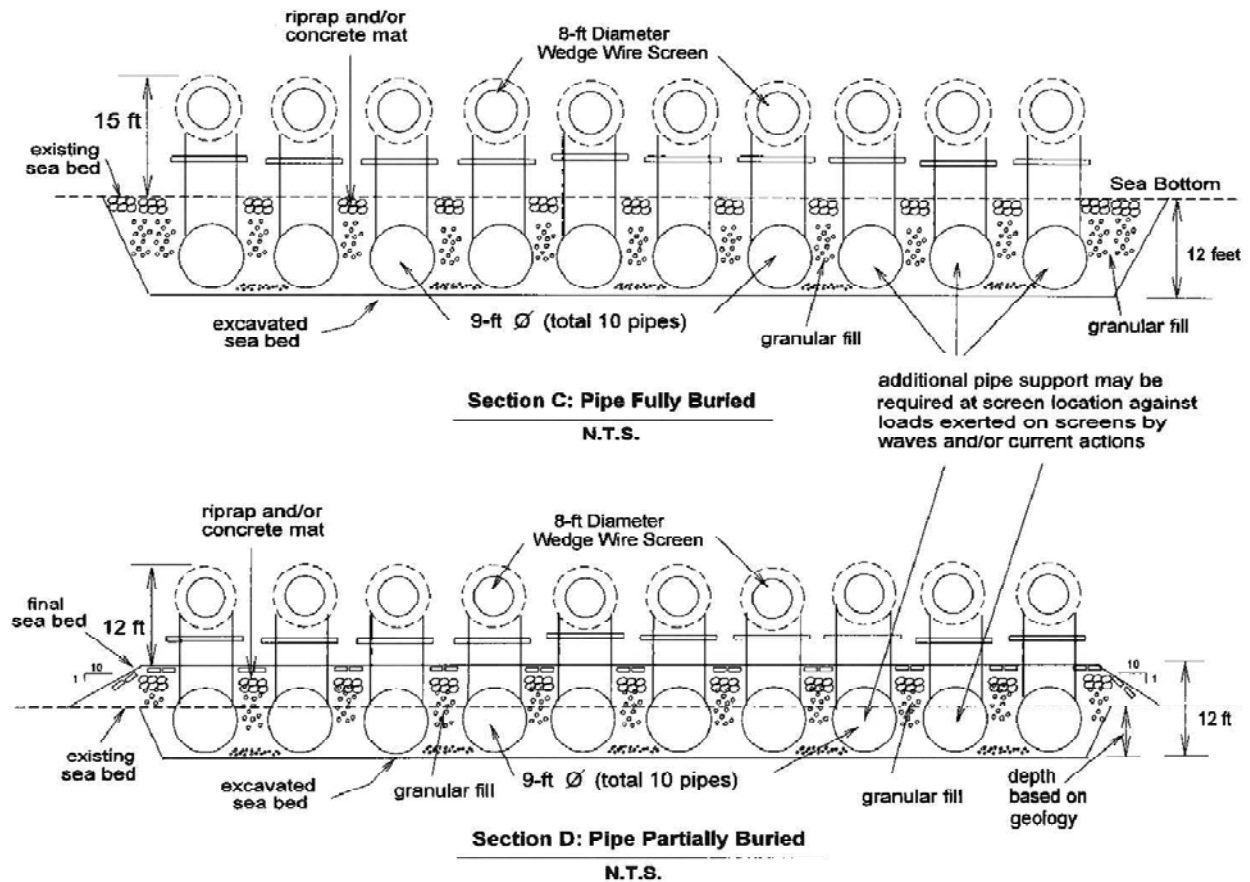 riprap and/or
concrete mat
8-ft Diameter
Wedge Wire Screen
15 ft
existing
sea bed
Sea Bottom
12 feet
excavated
sea bed
9-ft Ø (total 10 pipes)
granular fill
granular fill
Section C: Pipe Fully Buried
N.T.S.
additional pipe support may be
required at screen location against
loads exerted on screens by
waves and/or current actions
riprap and/or
concrete mat
8-ft Diameter
Wedge Wire Screen
final
sea bed
12 ft
10
1
10
1
12 ft
existing
sea bed
excavated
sea bed
granular fill
9-ft Ø (total 10 pipes)
granular fill
depth
based on
geology
Section D: Pipe Partially Buried
N.T.S.